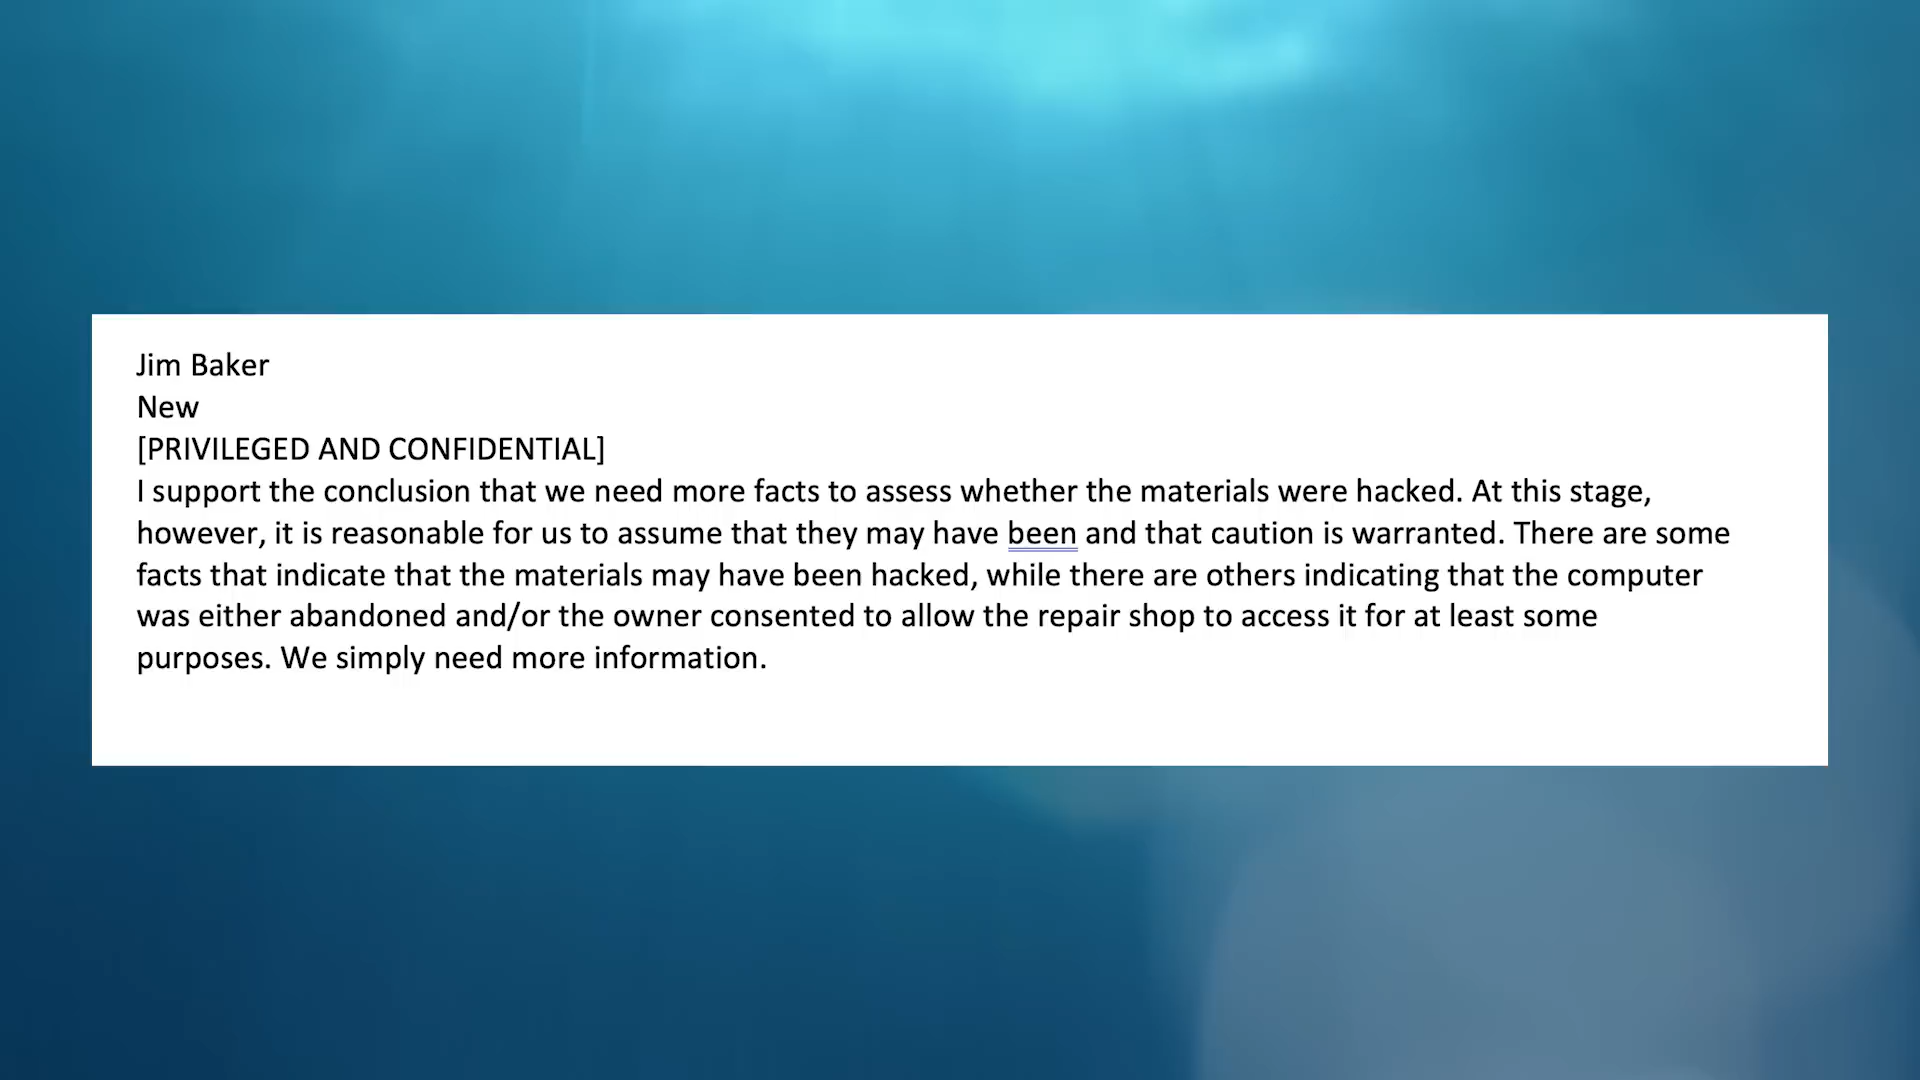 Jim Baker
New
[PRIVILEGED AND CONFIDENTIAL]
I support the conclusion that we need more facts to assess whether the materials were hacked. At this stage,
however, it is reasonable for us to assume that they may have been and that caution is warranted. There are some
facts that indicate that the materials may have been hacked, while there are others indicating that the computer
was either abandoned and/or the owner consented to allow the repair shop to access it for at least some
purposes. We simply need more information.